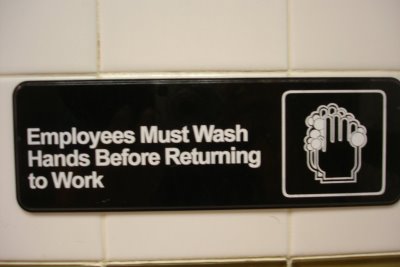 Employees Must Wash
Hands Before Returning
to Work